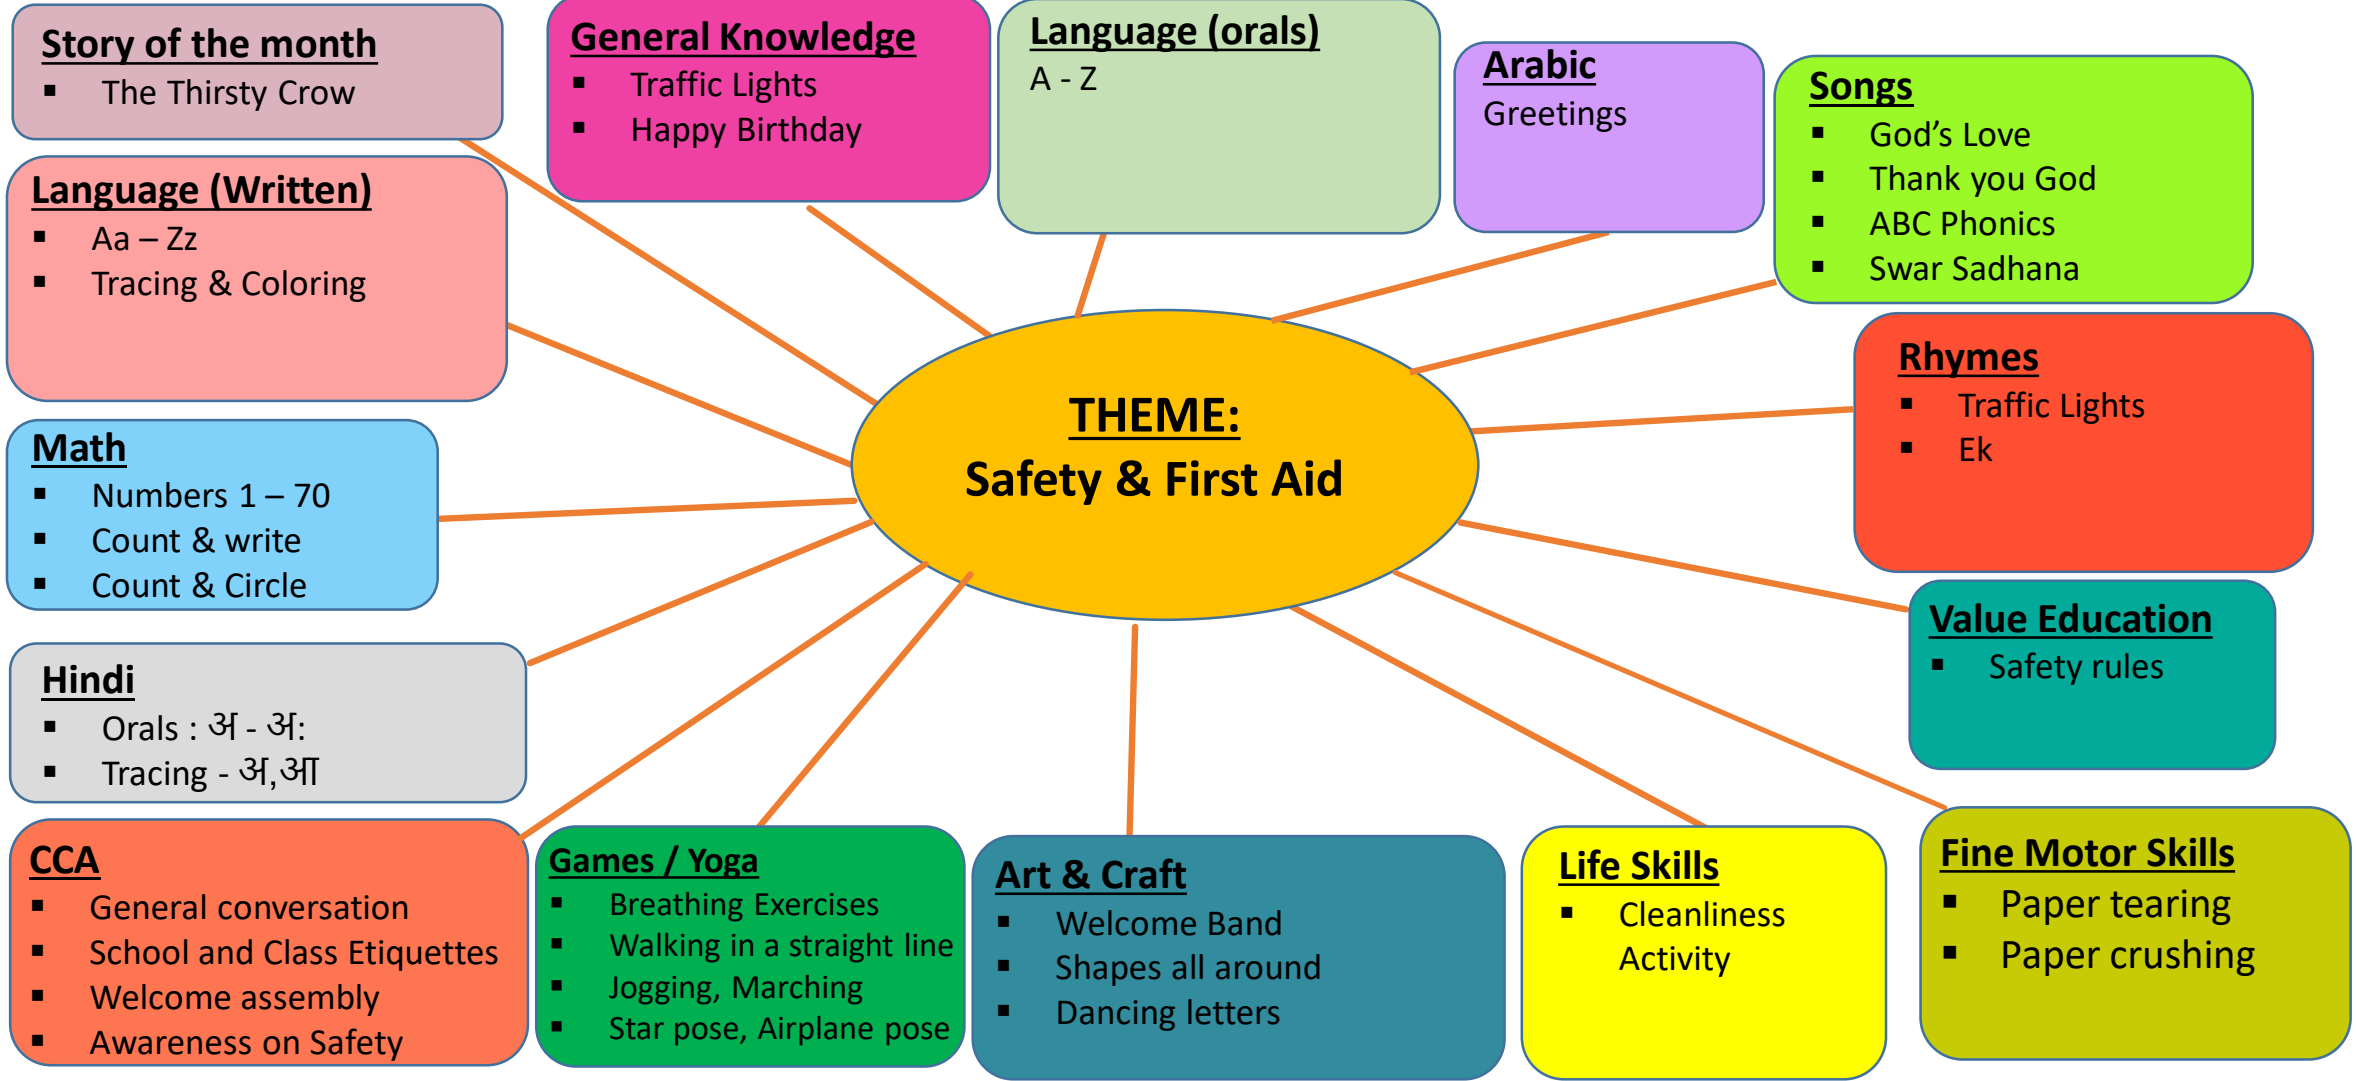 Story of the month
▪ The Thirsty Crow
General Knowledge
▪ Traffic Lights
▪ Happy Birthday
Language (orals)
A - Z
Arabic
Greetings
Songs
▪ God’s Love
▪ Thank you God
▪ ABC Phonics
▪ Swar Sadhana
Language (Written)
▪ Aa – Zz
▪ Tracing & Coloring
THEME:
Safety & First Aid
Rhymes
▪ Traffic Lights
▪ Ek
Math
▪ Numbers 1 – 70
▪ Count & write
▪ Count & Circle
Value Education
▪ Safety rules
Hindi
▪ Orals : अ - अ:
▪ Tracing - अ,आ
CCA
▪ General conversation
▪ School and Class Etiquettes
▪ Welcome assembly
▪ Awareness on Safety
Games / Yoga
▪ Breathing Exercises
▪ Walking in a straight line
▪ Jogging, Marching
▪ Star pose, Airplane pose
Art & Craft
▪ Welcome Band
▪ Shapes all around
▪ Dancing letters
Life Skills
▪ Cleanliness
Activity
Fine Motor Skills
▪ Paper tearing
▪ Paper crushing